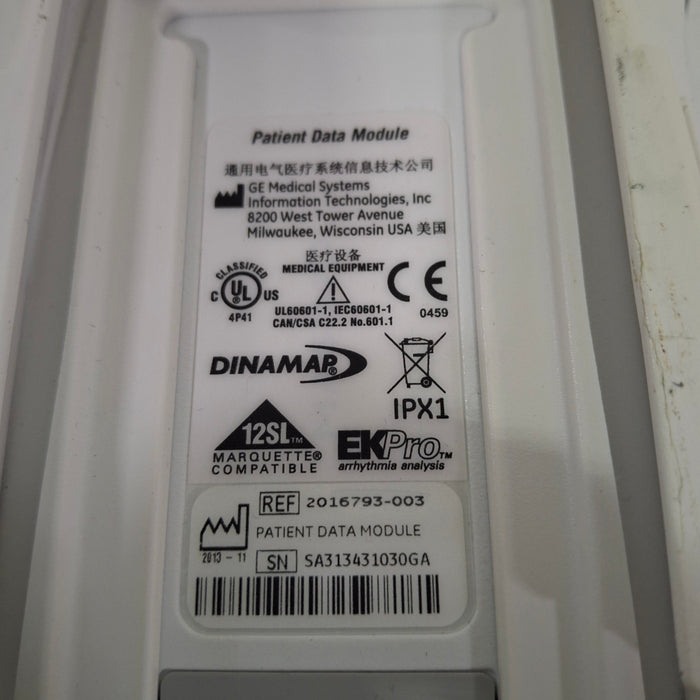 Patient Data Module
通用电气医疗系统信息技术公司
GE Medical Systems
Information Technologies, Inc
8200 West Tower Avenue
Milwaukee, Wisconsin USA 美国
医疗设备
MEDICAL EQUIPMENT
CLASSIFIED
C UL US
4P41
UL60601-1, IEC60601-1
CAN/CSA C22.2 No.601.1
CE
0459
DINAMAP®
IPX1
12SL™
MARQUETTE®
COMPATIBLE
EKPro™
arrhythmia analysis
REF 2016793-003
PATIENT DATA MODULE
2013-11
SN SA313431030GA